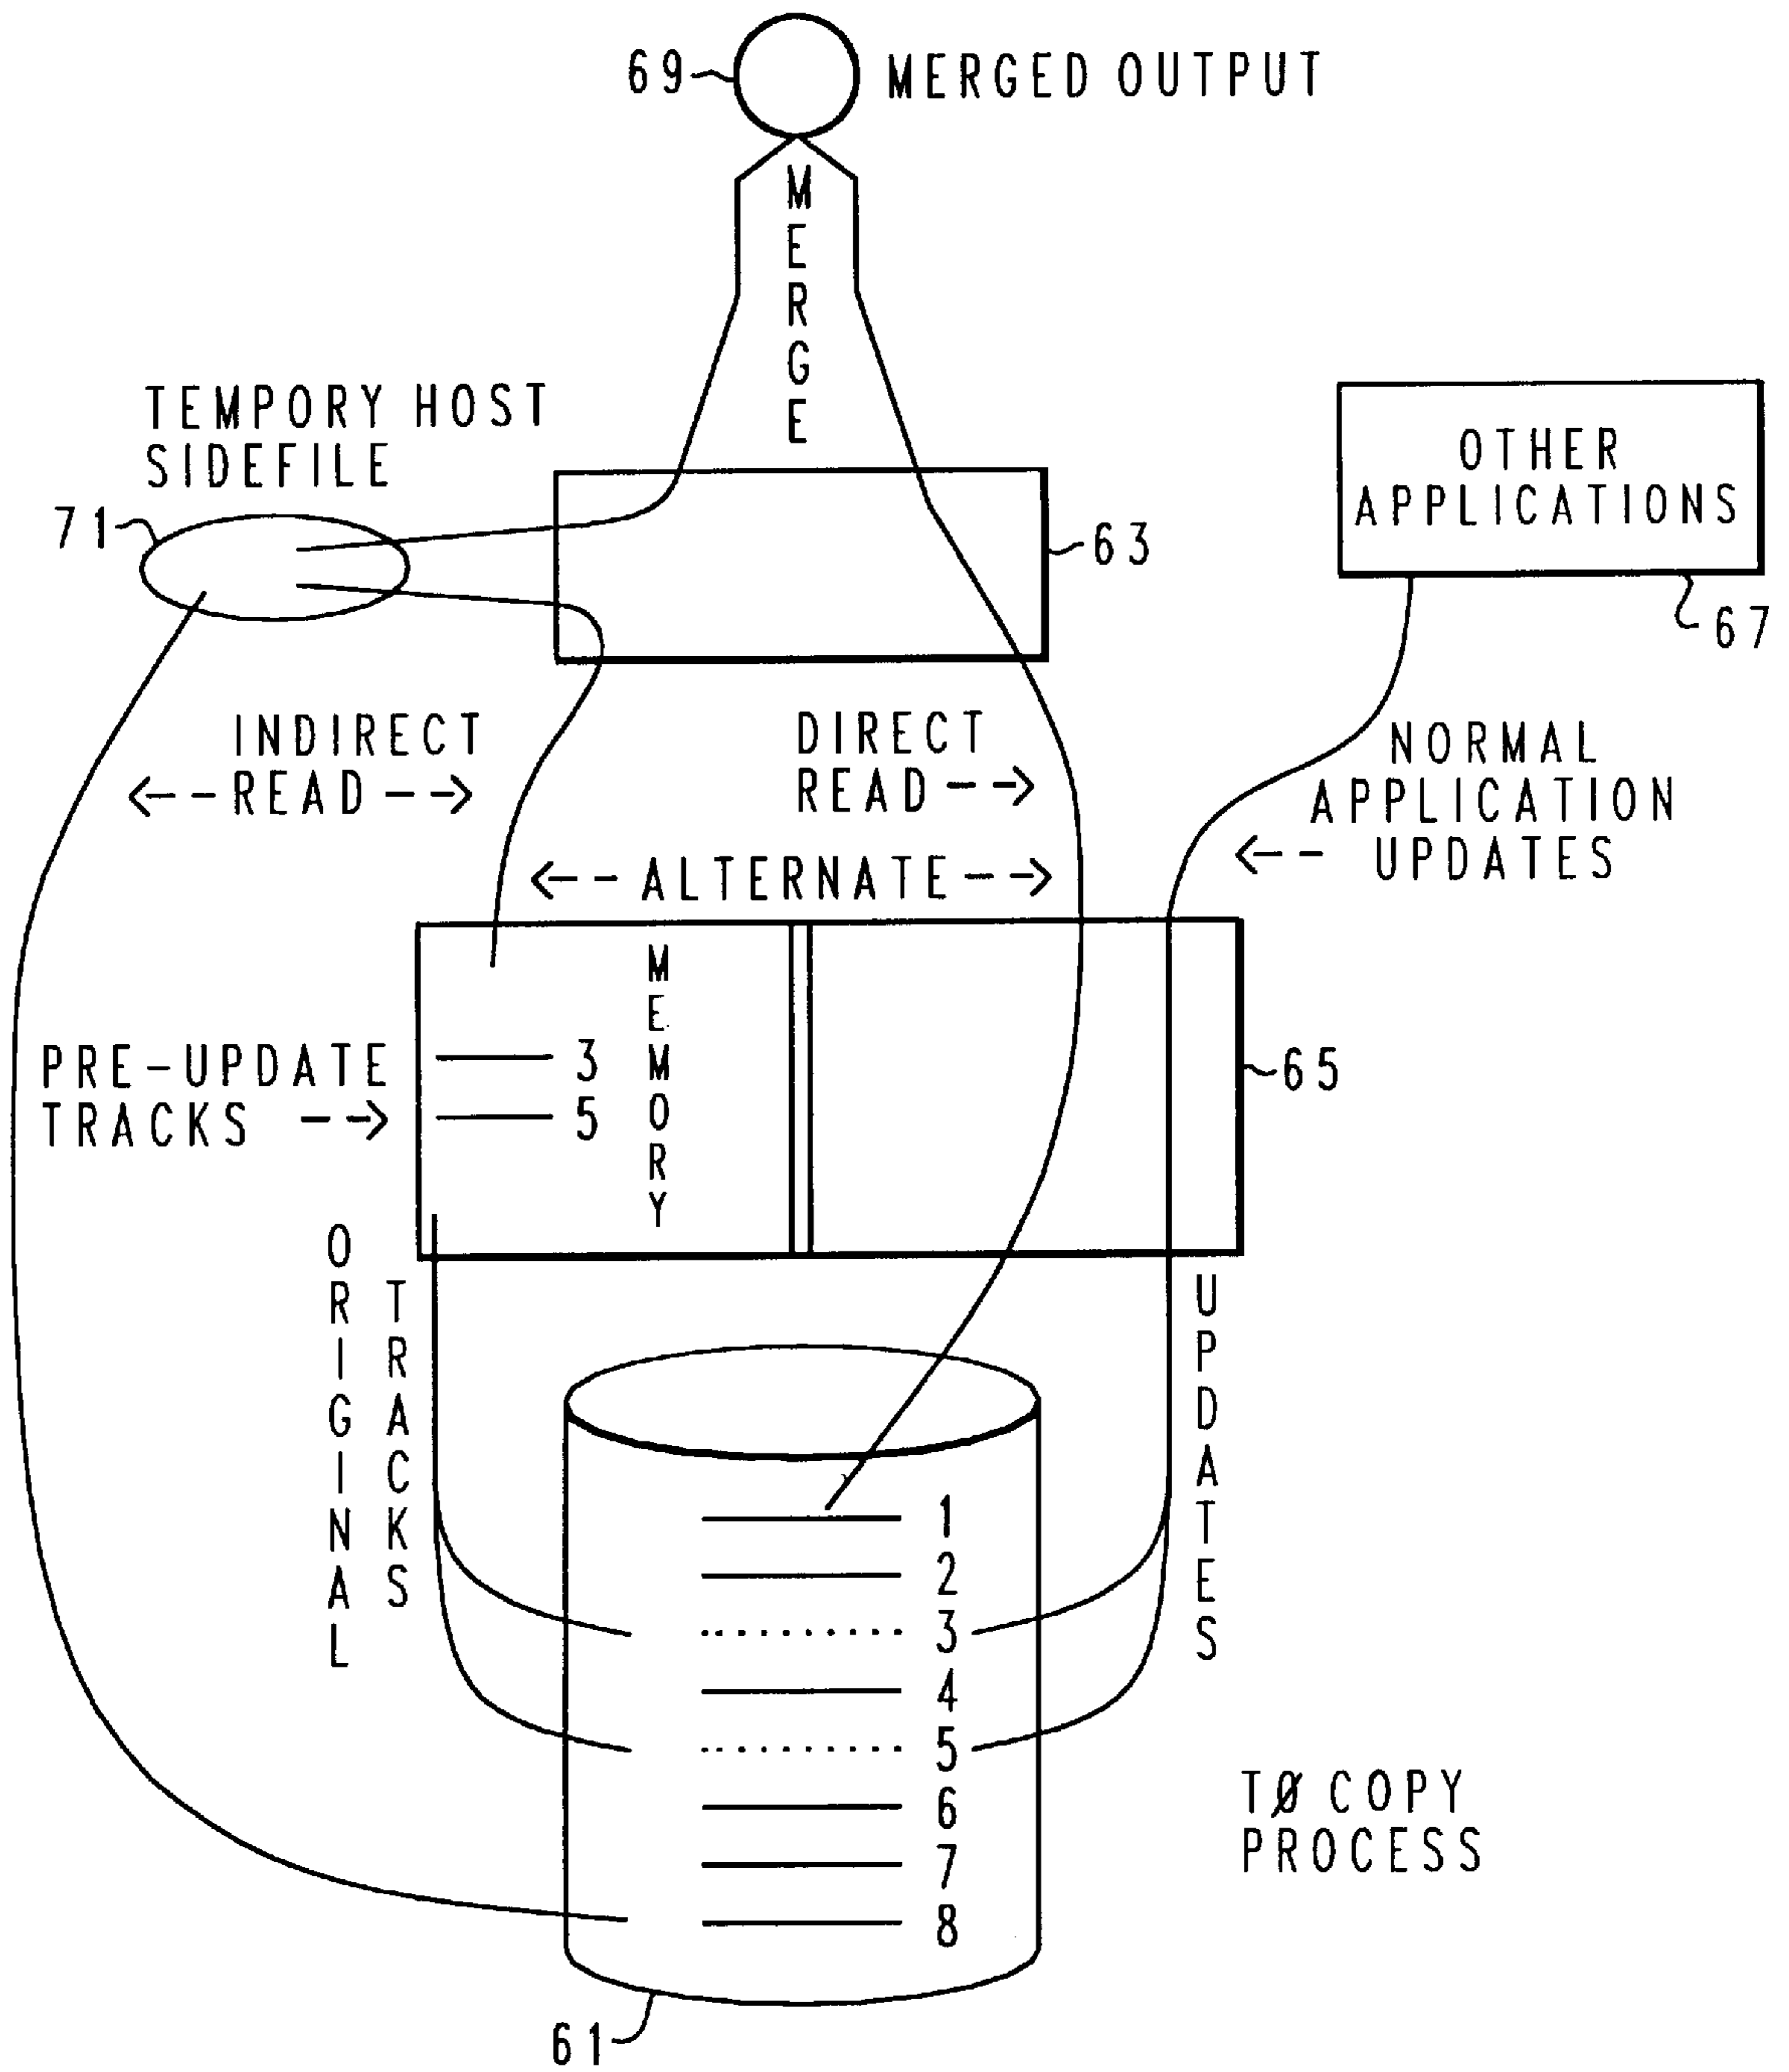 69
MERGED OUTPUT
MERGE
TEMPORY HOST
SIDEFILE
71
63
OTHER
APPLICATIONS
67
INDIRECT
<--READ-->
DIRECT
READ-->
NORMAL
APPLICATION
<-- UPDATES
<--ALTERNATE-->
MEMORY
PRE-UPDATE
TRACKS -->
3
5
65
ORIGINAL
TRACKS
UPDATES
1
2
3
4
5
6
7
8
TØ COPY
PROCESS
61